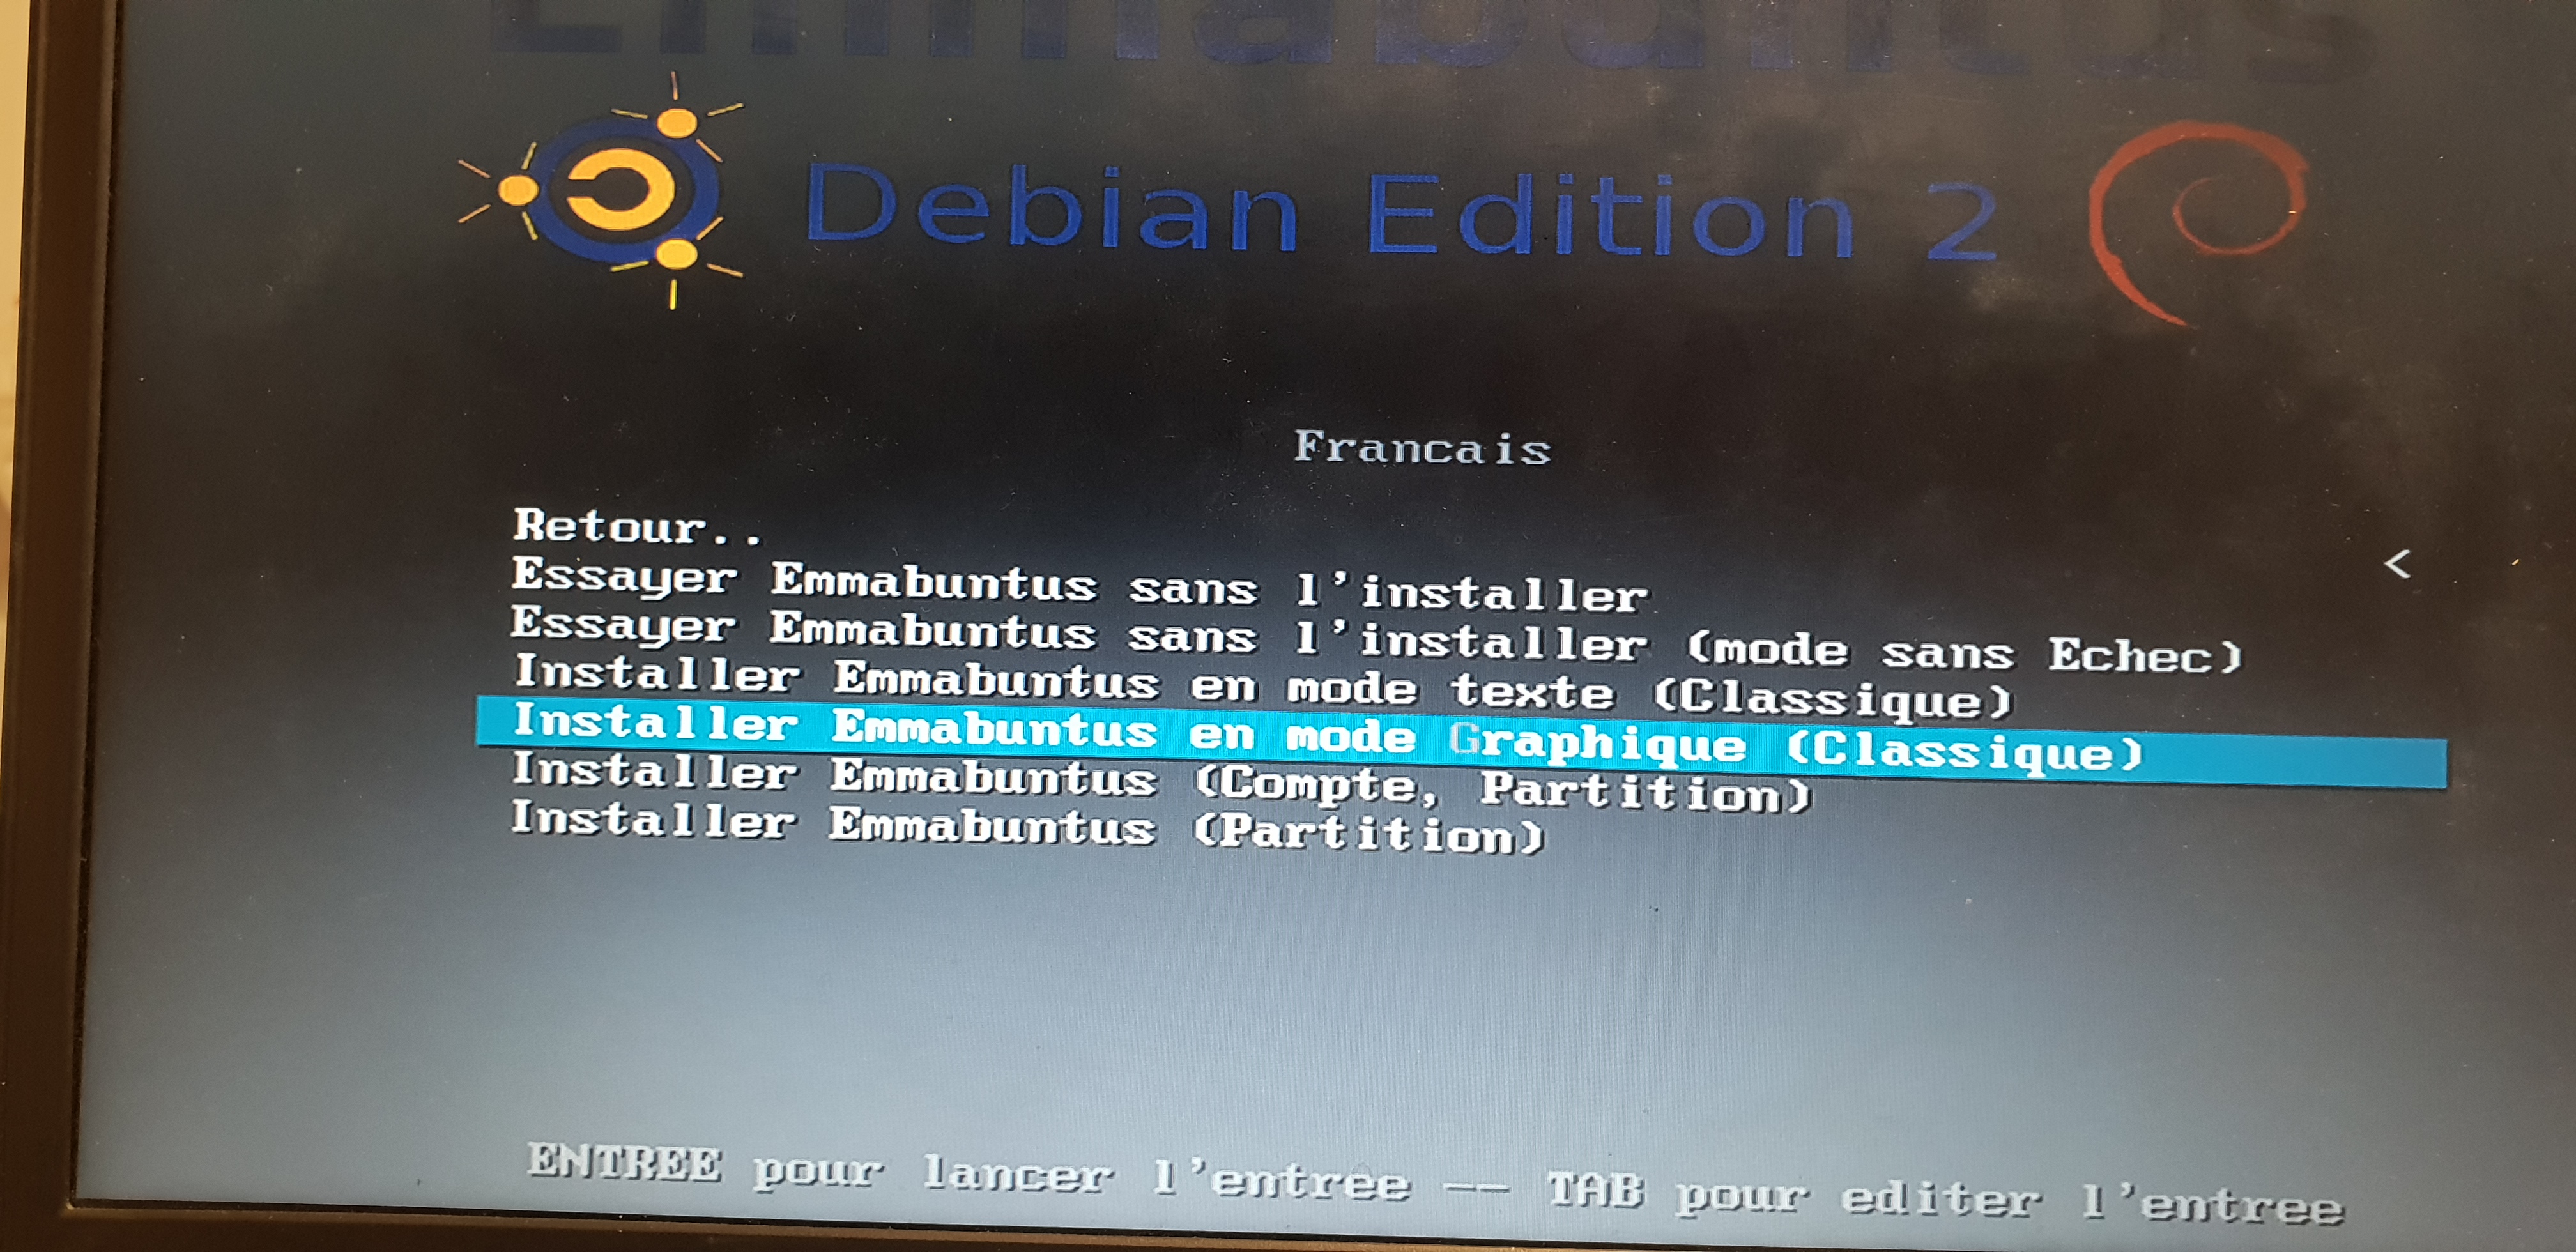 Emmabuntus
Debian Edition 2
Francais
Retour..
<
Essayer Emmabuntus sans l'installer
Essayer Emmabuntus sans l'installer (mode sans Echec)
Installer Emmabuntus en mode texte (Classique)
Installer Emmabuntus en mode Graphique (Classique)
Installer Emmabuntus (Compte, Partition)
Installer Emmabuntus (Partition)
ENTREE pour lancer l'entree -- TAB pour editer l'entree